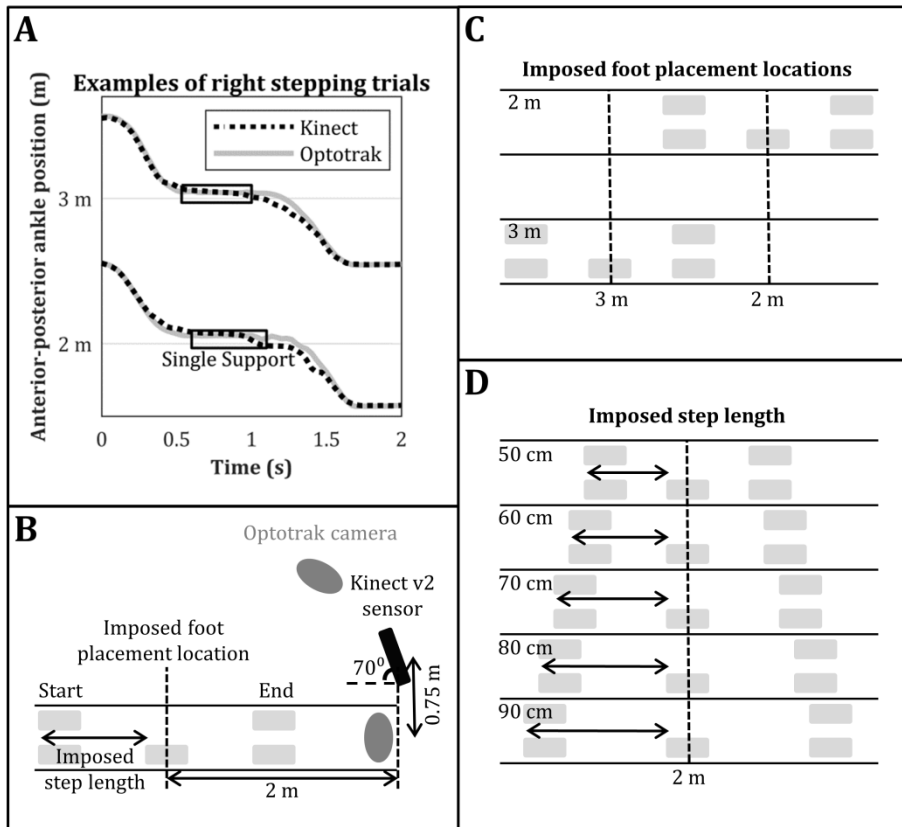 A
Examples of right stepping trials
Anterior-posterior ankle position (m)
Kinect
Optotrak
3 m
2 m
Single Support
0
0.5
1
1.5
2
Time (s)
B
Optotrak camera
Kinect v2
sensor
Imposed foot
placement location
70⁰
0.75 m
Start
End
Imposed
step length
2 m
C
Imposed foot placement locations
2 m
3 m
3 m
2 m
D
Imposed step length
50 cm
60 cm
70 cm
80 cm
90 cm
2 m